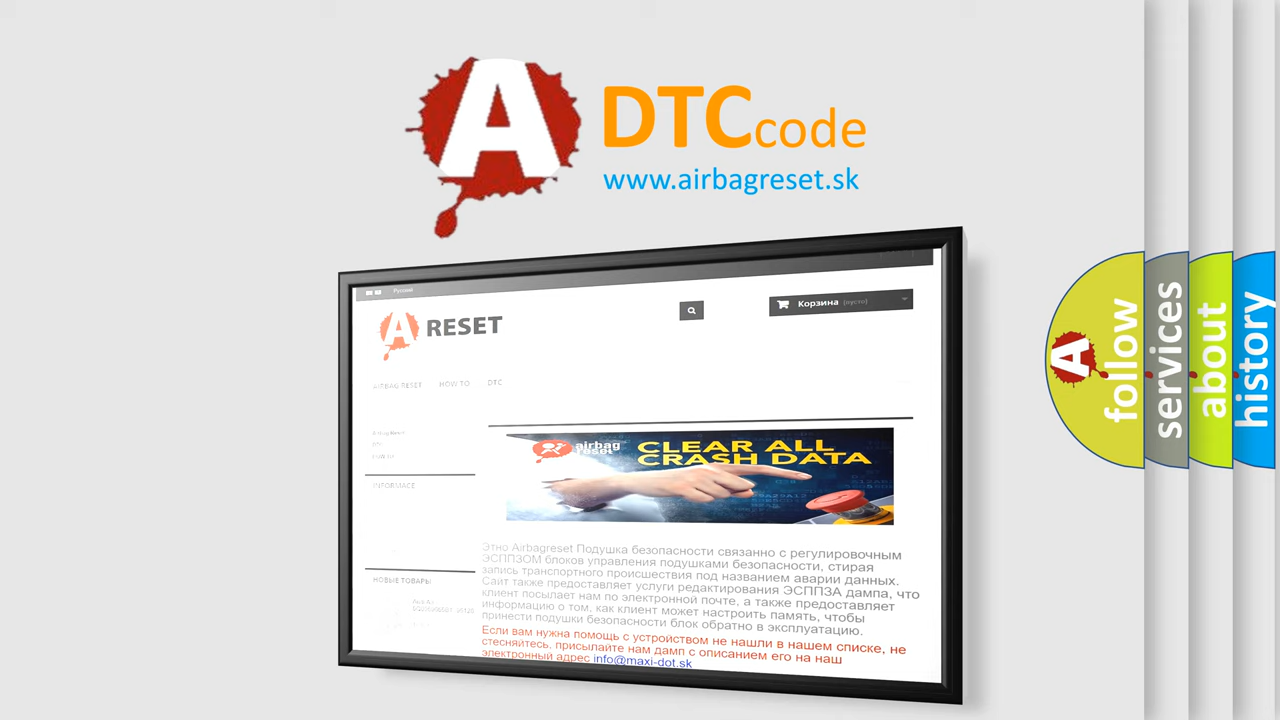 A DTCcode
www.airbagreset.sk
Русский
Корзина (пусто)
A RESET
AIRBAG RESET HOW TO DTC
INFORMACE
airbag
reset
CLEAR ALL
CRASH DATA
Этно Airbagreset Подушка безопасности связанно с регулировочным
ЭСППЗОМ блоков управления подушками безопасности, стирая
запись транспортного происшествия под названием аварии данных.
Сайт также предоставляет услуги редактирования ЭСППЗА дампа, что
клиент посылает нам по электронной почте, а также предоставляет
информацию о том, как клиент может настроить память, чтобы
принести подушки безопасности блок обратно в эксплуатацию.
Если вам нужна помощь с устройством не нашли в нашем списке, не
стесняйтесь, присылайте нам дамп с описанием его на наш
электронный адрес info@maxi-dot.sk
НОВЫЕ ТОВАРЫ
A
follow
services
about
history